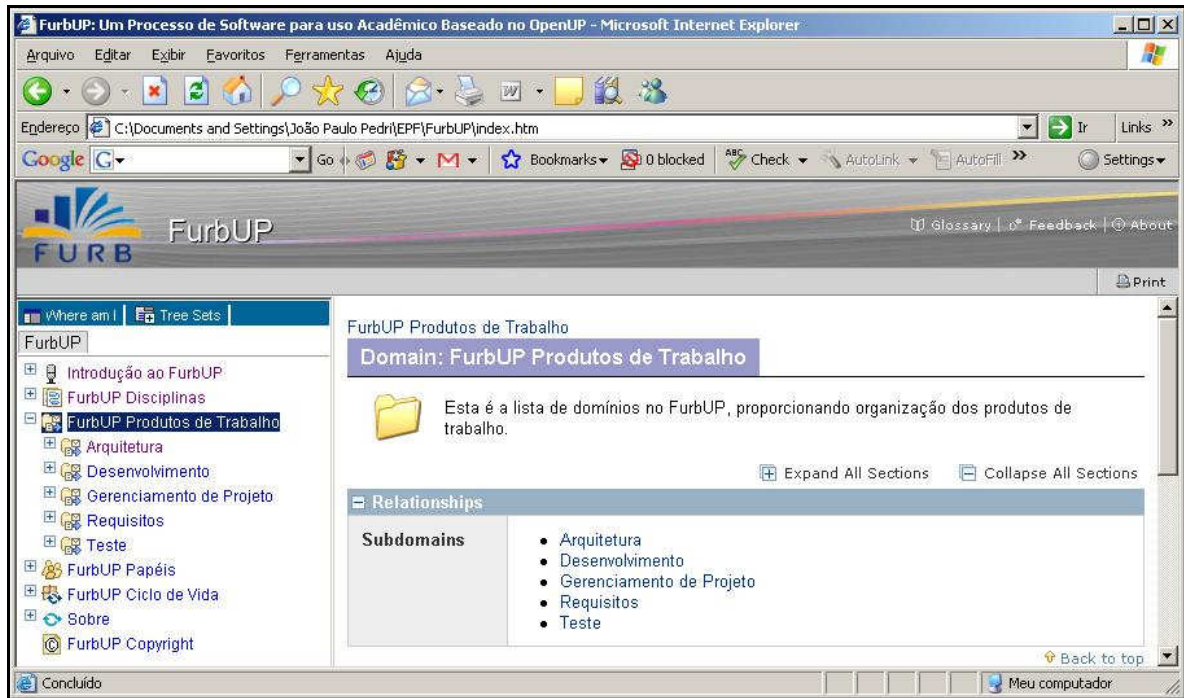 FurbUP: Um Processo de Software para uso Acadêmico Baseado no OpenUP - Microsoft Internet Explorer
Arquivo Editar Exibir Favoritos Ferramentas Ajuda
Endereço C:\Documents and Settings\João Paulo Pedri\EPF\FurbUP\index.htm Ir Links »
Google G Go Bookmarks 0 blocked ABC Check AutoLink AutoFill » Settings
FURB FurbUP Glossary | Feedback | About
Print
Where am I Tree Sets
FurbUP
Introdução ao FurbUP
FurbUP Disciplinas
FurbUP Produtos de Trabalho
Arquitetura
Desenvolvimento
Gerenciamento de Projeto
Requisitos
Teste
FurbUP Papéis
FurbUP Ciclo de Vida
Sobre
FurbUP Copyright
FurbUP Produtos de Trabalho
Domain: FurbUP Produtos de Trabalho
Esta é a lista de domínios no FurbUP, proporcionando organização dos produtos de
trabalho.
Expand All Sections Collapse All Sections
Relationships
Subdomains
Arquitetura
Desenvolvimento
Gerenciamento de Projeto
Requisitos
Teste
Back to top
Concluído Meu computador